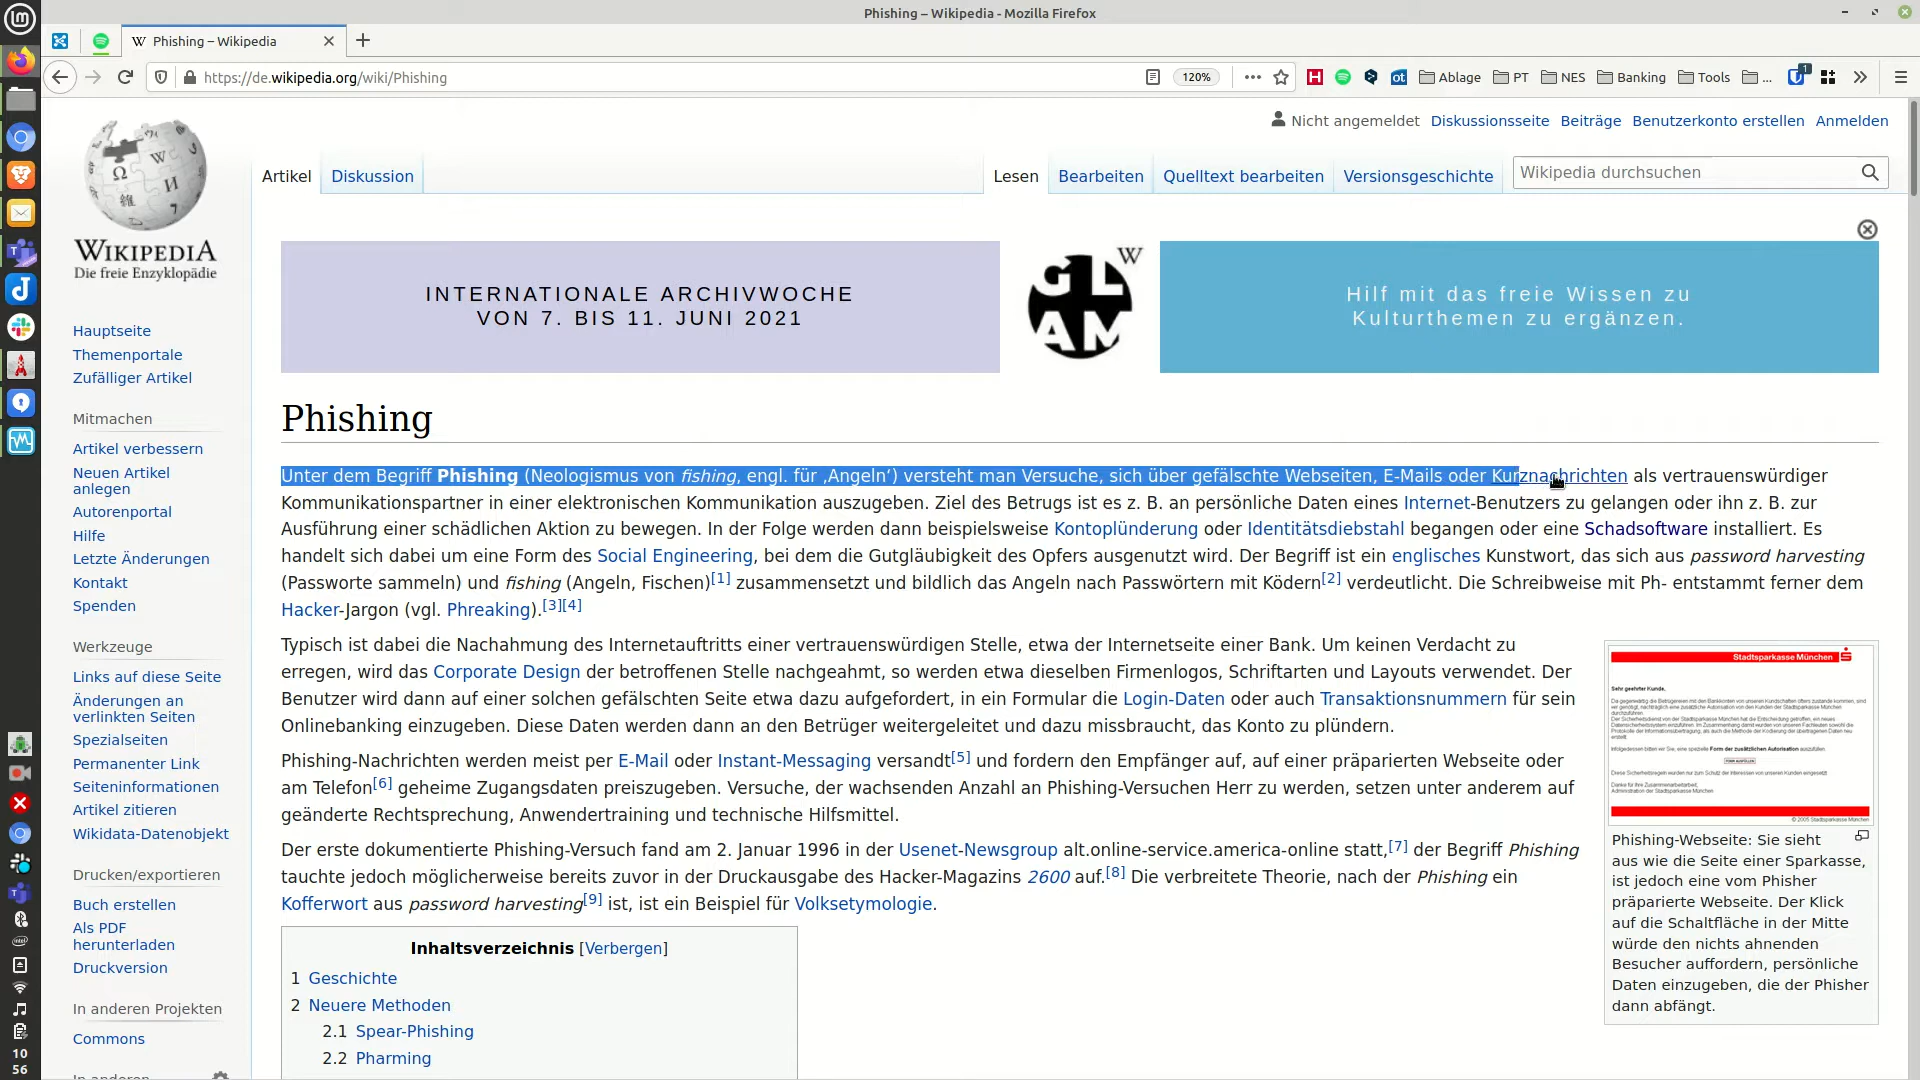 Phishing – Wikipedia - Mozilla Firefox
Phishing – Wikipedia
https://de.wikipedia.org/wiki/Phishing
120%
Ablage
PT
NES
Banking
Tools
...
1
Nicht angemeldet Diskussionsseite Beiträge Benutzerkonto erstellen Anmelden
Artikel Diskussion Lesen Bearbeiten Quelltext bearbeiten Versionsgeschichte
Wikipedia durchsuchen
WIKIPEDIA
Die freie Enzyklopädie
INTERNATIONALE ARCHIVWOCHE
VON 7. BIS 11. JUNI 2021
GLAM
W
Hilf mit das freie Wissen zu
Kulturthemen zu ergänzen.
Hauptseite
Themenportale
Zufälliger Artikel
Mitmachen
Artikel verbessern
Neuen Artikel
anlegen
Autorenportal
Hilfe
Letzte Änderungen
Kontakt
Spenden
Werkzeuge
Links auf diese Seite
Änderungen an
verlinkten Seiten
Spezialseiten
Permanenter Link
Seiteninformationen
Artikel zitieren
Wikidata-Datenobjekt
Drucken/exportieren
Buch erstellen
Als PDF
herunterladen
Druckversion
In anderen Projekten
Commons
In anderen
Phishing
Unter dem Begriff Phishing (Neologismus von fishing, engl. für ‚Angeln‘) versteht man Versuche, sich über gefälschte Webseiten, E-Mails oder Kurznachrichten als vertrauenswürdiger
Kommunikationspartner in einer elektronischen Kommunikation auszugeben. Ziel des Betrugs ist es z. B. an persönliche Daten eines Internet-Benutzers zu gelangen oder ihn z. B. zur
Ausführung einer schädlichen Aktion zu bewegen. In der Folge werden dann beispielsweise Kontoplünderung oder Identitätsdiebstahl begangen oder eine Schadsoftware installiert. Es
handelt sich dabei um eine Form des Social Engineering, bei dem die Gutgläubigkeit des Opfers ausgenutzt wird. Der Begriff ist ein englisches Kunstwort, das sich aus password harvesting
(Passworte sammeln) und fishing (Angeln, Fischen)[1] zusammensetzt und bildlich das Angeln nach Passwörtern mit Ködern[2] verdeutlicht. Die Schreibweise mit Ph- entstammt ferner dem
Hacker-Jargon (vgl. Phreaking).[3][4]
Typisch ist dabei die Nachahmung des Internetauftritts einer vertrauenswürdigen Stelle, etwa der Internetseite einer Bank. Um keinen Verdacht zu
erregen, wird das Corporate Design der betroffenen Stelle nachgeahmt, so werden etwa dieselben Firmenlogos, Schriftarten und Layouts verwendet. Der
Benutzer wird dann auf einer solchen gefälschten Seite etwa dazu aufgefordert, in ein Formular die Login-Daten oder auch Transaktionsnummern für sein
Onlinebanking einzugeben. Diese Daten werden dann an den Betrüger weitergeleitet und dazu missbraucht, das Konto zu plündern.
Phishing-Nachrichten werden meist per E-Mail oder Instant-Messaging versandt[5] und fordern den Empfänger auf, auf einer präparierten Webseite oder
am Telefon[6] geheime Zugangsdaten preiszugeben. Versuche, der wachsenden Anzahl an Phishing-Versuchen Herr zu werden, setzen unter anderem auf
geänderte Rechtsprechung, Anwendertraining und technische Hilfsmittel.
Der erste dokumentierte Phishing-Versuch fand am 2. Januar 1996 in der Usenet-Newsgroup alt.online-service.america-online statt,[7] der Begriff Phishing
tauchte jedoch möglicherweise bereits zuvor in der Druckausgabe des Hacker-Magazins 2600 auf.[8] Die verbreitete Theorie, nach der Phishing ein
Kofferwort aus password harvesting[9] ist, ist ein Beispiel für Volksetymologie.
Inhaltsverzeichnis [Verbergen]
1 Geschichte
2 Neuere Methoden
2.1 Spear-Phishing
2.2 Pharming
Stadtsparkasse München
Sehr geehrter Kunde,
© 2005 Stadtsparkasse München
Phishing-Webseite: Sie sieht
aus wie die Seite einer Sparkasse,
ist jedoch eine vom Phisher
präparierte Webseite. Der Klick
auf die Schaltfläche in der Mitte
würde den nichts ahnenden
Besucher auffordern, persönliche
Daten einzugeben, die der Phisher
dann abfängt.
10
56